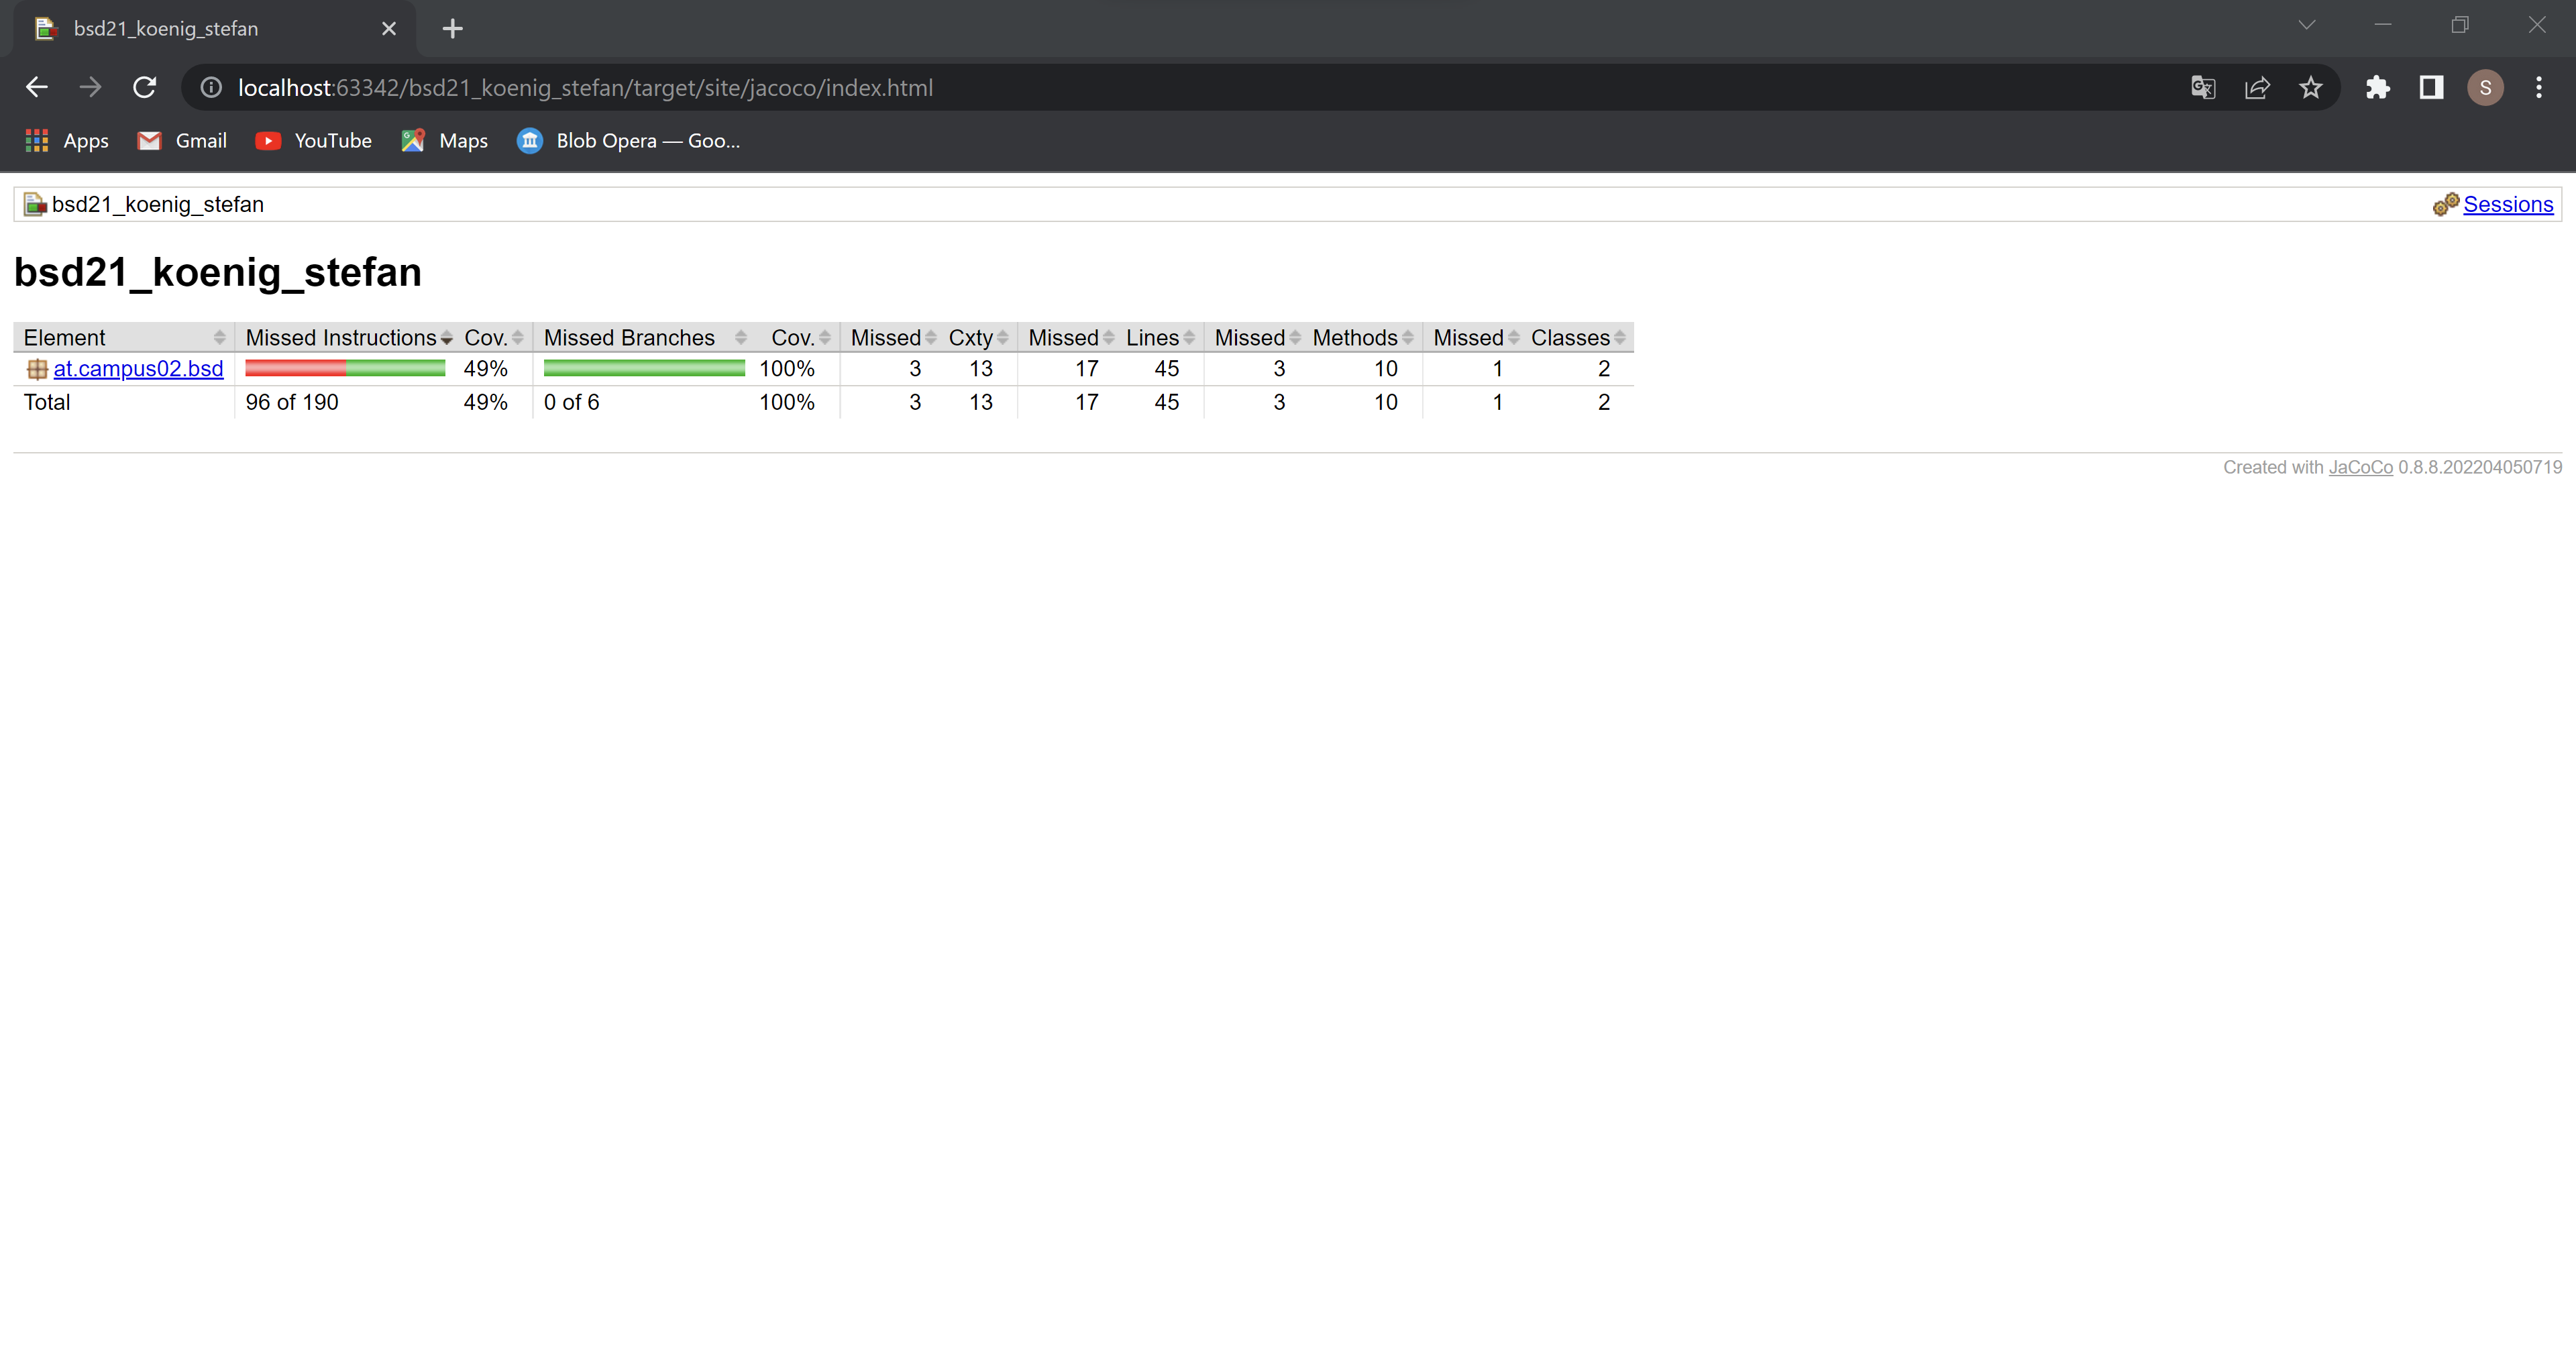 bsd21_koenig_stefan
localhost:63342/bsd21_koenig_stefan/target/site/jacoco/index.html
S
Apps Gmail YouTube Maps Blob Opera — Goo...
bsd21_koenig_stefan Sessions
bsd21_koenig_stefan
Element Missed Instructions Cov. Missed Branches Cov. Missed Cxty Missed Lines Missed Methods Missed Classes
at.campus02.bsd 49% 100% 3 13 17 45 3 10 1 2
Total 96 of 190 49% 0 of 6 100% 3 13 17 45 3 10 1 2
Created with JaCoCo 0.8.8.202204050719